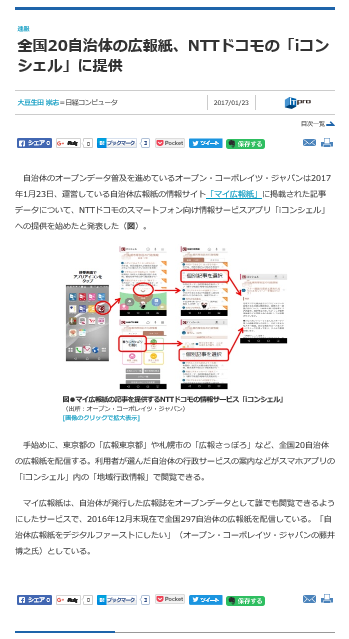 速報
全国20自治体の広報紙、NTTドコモの「iコン
シェル」に提供
大豆生田 崇志＝日経コンピュータ
2017/01/23
ITpro
目次一覧
シェア 0
0
ブックマーク
3
Pocket
ツイート
保存する
自治体のオープンデータ普及を進めているオープン・コーポレイツ・ジャパンは2017
年1月23日、運営している自治体広報紙の情報サイト「マイ広報紙」に掲載された記事
データについて、NTTドコモのスマートフォン向け情報サービスアプリ「iコンシェル」
への提供を始めたと発表した（図）。
アプリアイコンを
タップ
個別記事を選択
個別記事を選択
図●マイ広報紙の記事を提供するNTTドコモの情報サービス「iコンシェル」
（出所：オープン・コーポレイツ・ジャパン）
[画像のクリックで拡大表示]
手始めに、東京都の「広報東京都」や札幌市の「広報さっぽろ」など、全国20自治体
の広報紙を配信する。利用者が選んだ自治体の行政サービスの案内などがスマホアプリの
「iコンシェル」内の「地域行政情報」で閲覧できる。
マイ広報紙は、自治体が発行した広報誌をオープンデータとして誰でも閲覧できるよう
にしたサービスで、2016年12月末現在で全国297自治体の広報紙を配信している。「自
治体広報紙をデジタルファーストにしたい」（オープン・コーポレイツ・ジャパンの藤井
博之氏）としている。
シェア 0
0
ブックマーク
3
Pocket
ツイート
保存する